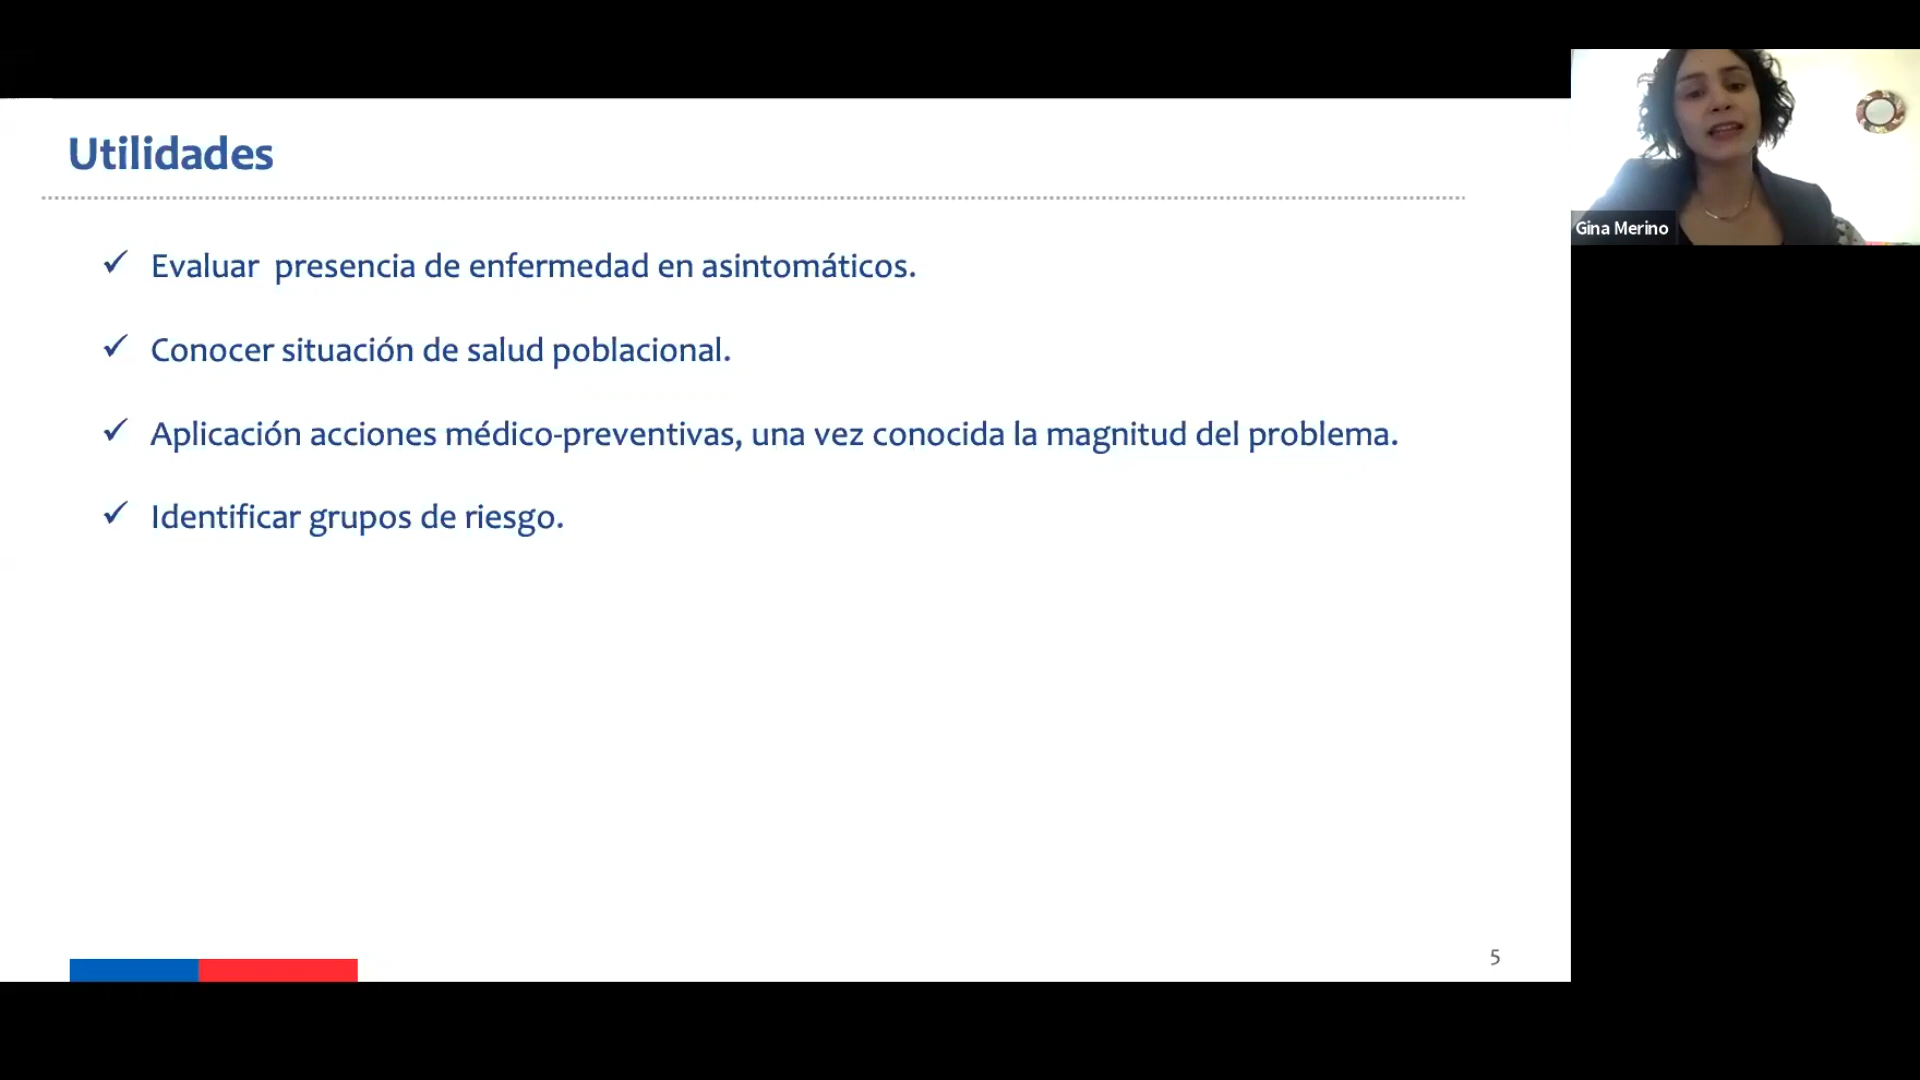 Utilidades
✓ Evaluar presencia de enfermedad en asintomáticos.
✓ Conocer situación de salud poblacional.
✓ Aplicación acciones médico-preventivas, una vez conocida la magnitud del problema.
✓ Identificar grupos de riesgo.
5
Gina Merino